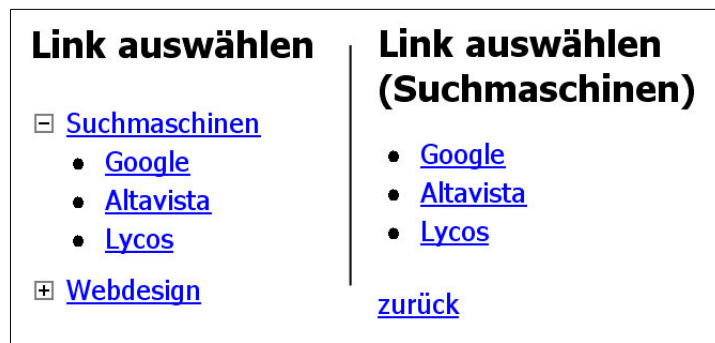 Link auswählen
Suchmaschinen
Google
Altavista
Lycos
Webdesign
Link auswählen
(Suchmaschinen)
Google
Altavista
Lycos
zurück